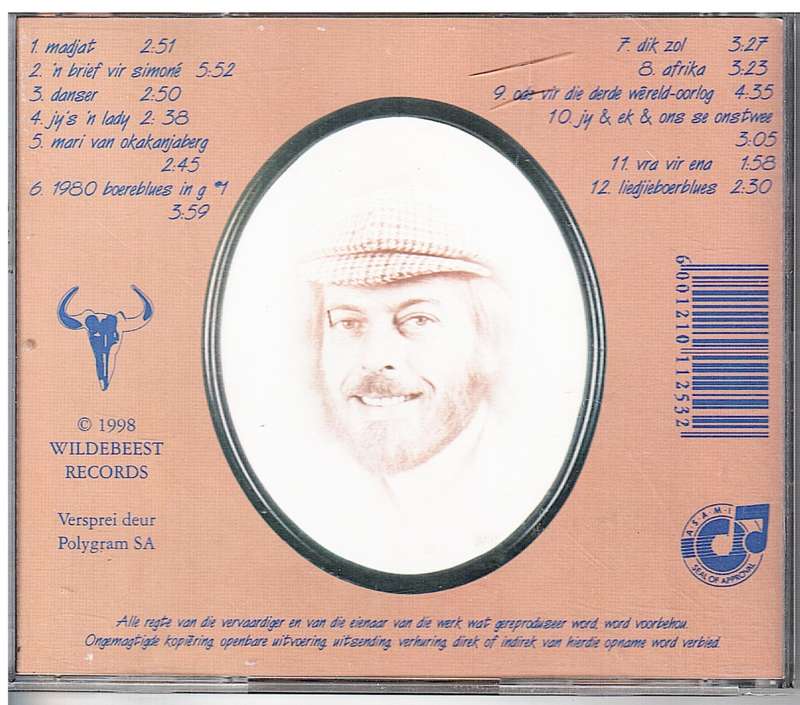 1. madjat 2:51
2. 'n brief vir simoné 5:52
3. danser 2:50
4. jy's 'n lady 2: 38
5. mari van okakanjaberg
2:45
6. 1980 boereblues in g #1
3:59
7. dik zol 3:27
8. afrika 3:23
9. ode vir die derde wêreld-oorlog 4:35
10. jy & ek & ons se onstwee
3:05
11. vra vir ena 1:58
12. liedjieboerblues 2:30
© 1998
WILDEBEEST
RECORDS
Versprei deur
Polygram SA
6 001210 112532
A·S·A·M·I
SEAL OF APPROVAL
Alle regte van die vervaardiger en van die eienaar van die werk wat gereproduseer word, word voorbehou.
Ongemagtigde kopiëring, openbare uitvoering, uitsending, verhuring, direk of indirek van hierdie opname word verbied.